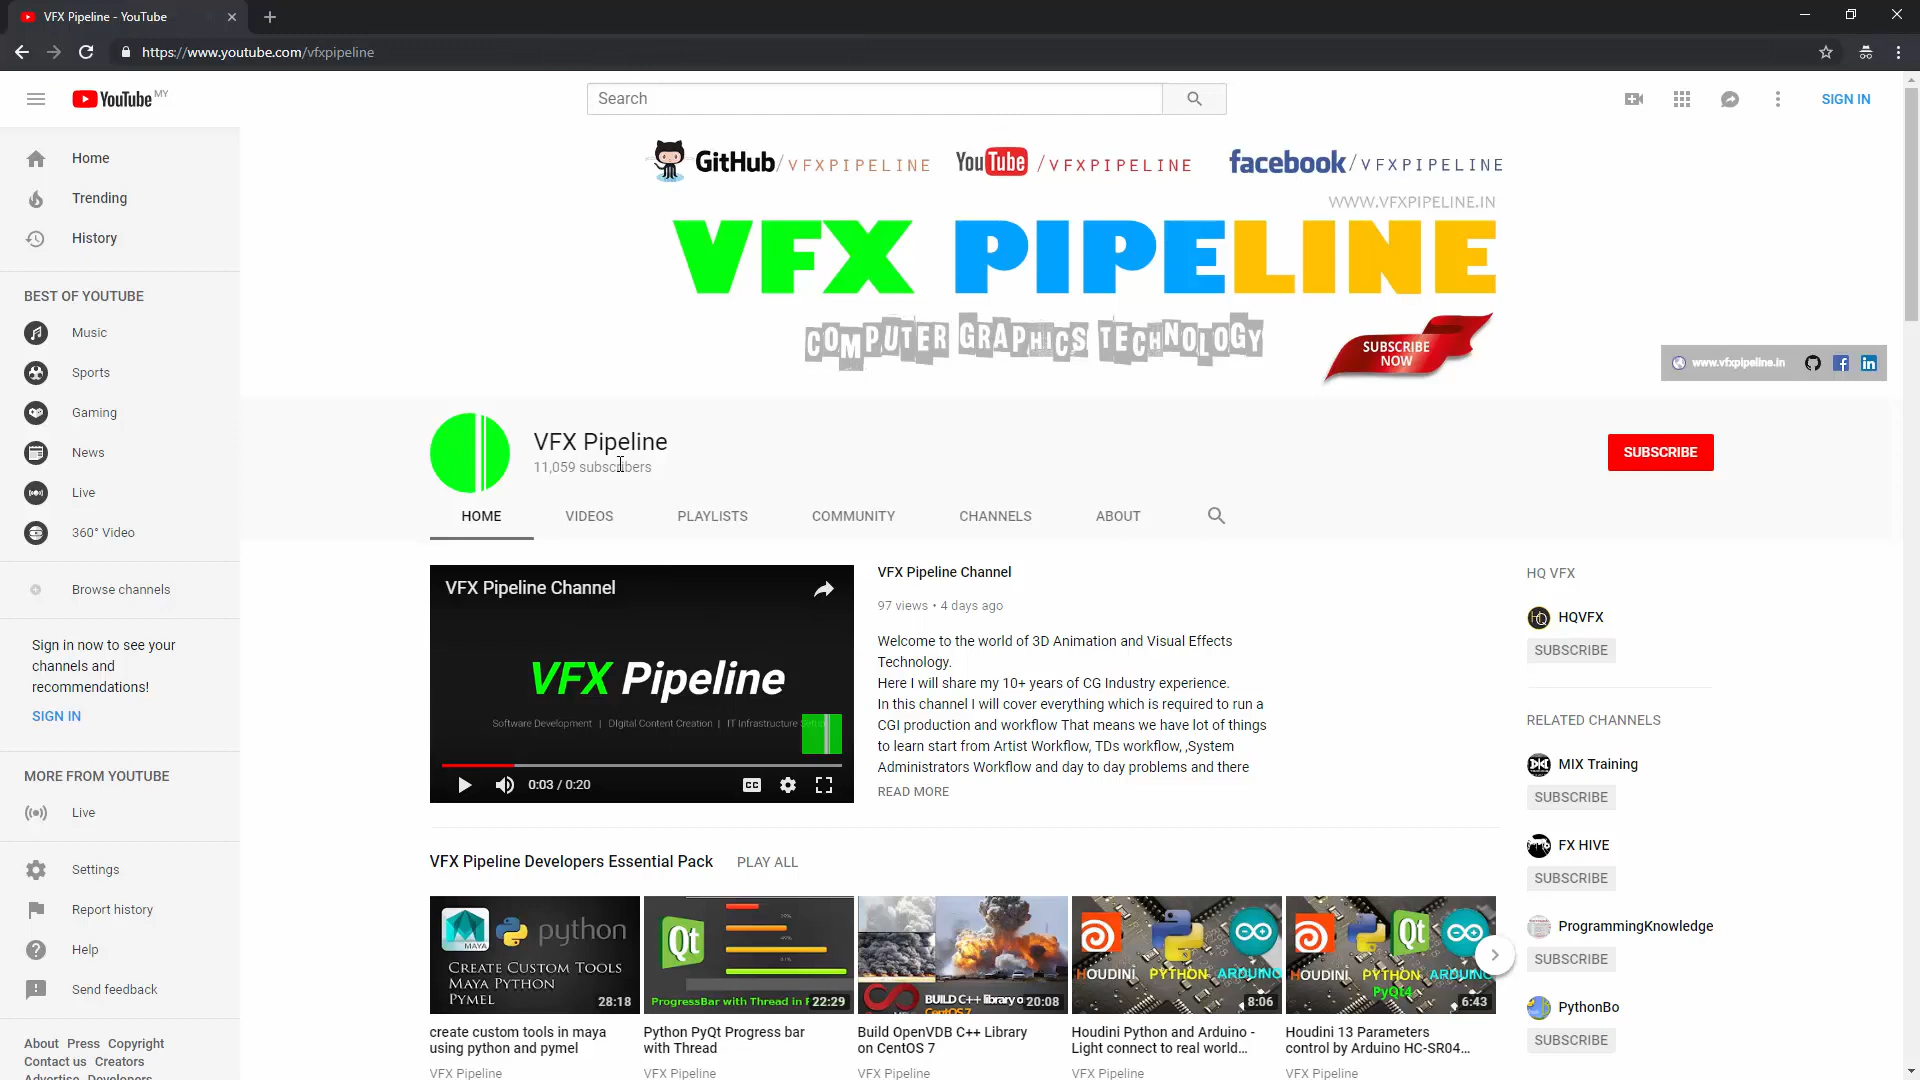 VFX Pipeline - YouTube
https://www.youtube.com/vfxpipeline
YouTube MY
Search
SIGN IN
Home
Trending
History
BEST OF YOUTUBE
Music
Sports
Gaming
News
Live
360° Video
Browse channels
Sign in now to see your
channels and
recommendations!
SIGN IN
MORE FROM YOUTUBE
Live
Settings
Report history
Help
Send feedback
About Press Copyright
Contact us Creators
Advertise Developers
GitHub/VFXPIPELINE YouTube /VFXPIPELINE facebook/VFXPIPELINE
WWW.VFXPIPELINE.IN
VFX PIPELINE
COMPUTER GRAPHICS TECHNOLOGY
SUBSCRIBE
NOW
www.vfxpipeline.in
VFX Pipeline
11,059 subscribers
SUBSCRIBE
HOME VIDEOS PLAYLISTS COMMUNITY CHANNELS ABOUT
VFX Pipeline Channel
VFX Pipeline
Software Development | Digital Content Creation | IT Infrastructure Setup
0:03 / 0:20
VFX Pipeline Channel
97 views • 4 days ago
Welcome to the world of 3D Animation and Visual Effects
Technology.
Here I will share my 10+ years of CG Industry experience.
In this channel I will cover everything which is required to run a
CGI production and workflow That means we have lot of things
to learn start from Artist Workflow, TDs workflow, ,System
Administrators Workflow and day to day problems and there
READ MORE
VFX Pipeline Developers Essential Pack PLAY ALL
MAYA python
CREATE CUSTOM TOOLS
MAYA PYTHON
PYMEL
28:18
create custom tools in maya
using python and pymel
VFX Pipeline
Qt
ProgressBar with Thread in
22:29
Python PyQt Progress bar
with Thread
VFX Pipeline
BUILD C++ library o
CentOS 7
20:08
Build OpenVDB C++ Library
on CentOS 7
VFX Pipeline
HOUDINI PYTHON ARDUINO
8:06
Houdini Python and Arduino -
Light connect to real world...
VFX Pipeline
Qt
HOUDINI PYTHON ARDUINO
PyQt4
6:43
Houdini 13 Parameters
control by Arduino HC-SR04...
VFX Pipeline
HQ VFX
HQVFX
SUBSCRIBE
RELATED CHANNELS
MIX Training
SUBSCRIBE
FX HIVE
SUBSCRIBE
ProgrammingKnowledge
SUBSCRIBE
PythonBo
SUBSCRIBE